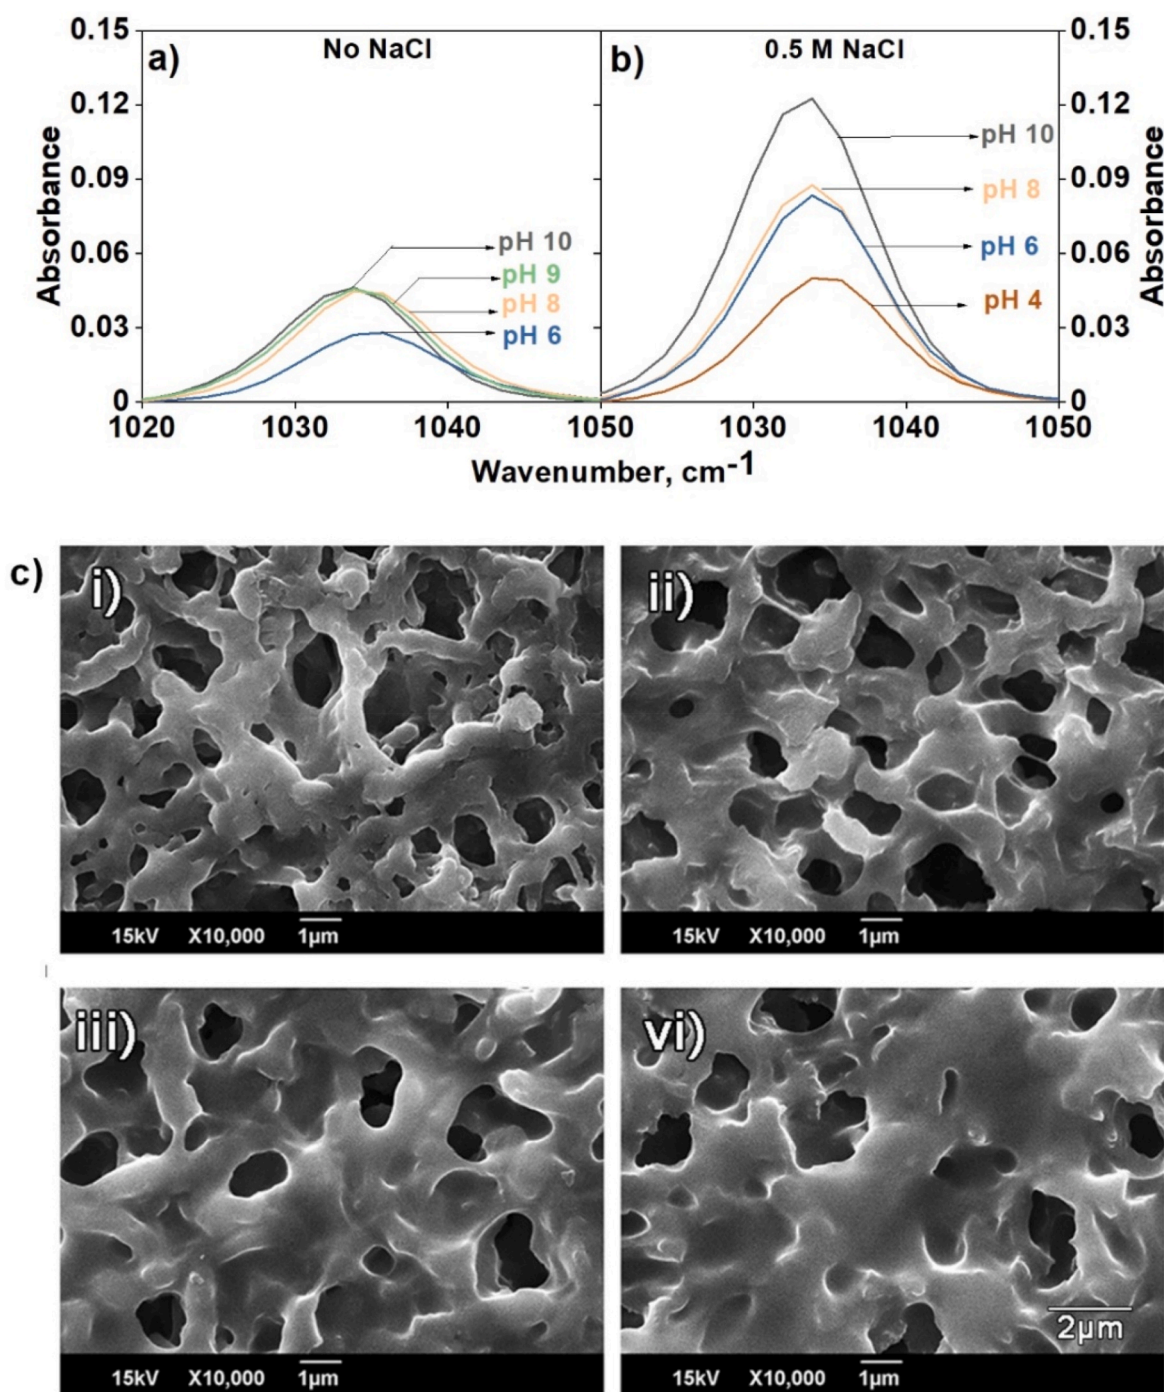 a)
No NaCl
b)
0.5 M NaCl
Absorbance
0.15
0.12
0.09
0.06
0.03
0
pH 10
pH 9
pH 8
pH 6
pH 10
pH 8
pH 6
pH 4
0.15
0.12
0.09
0.06
0.03
0
Absorbance
1020 1030 1040 1050 1030 1040 1050
Wavenumber, cm-1
c)
i)
15kV X10,000 1µm
ii)
15kV X10,000 1µm
iii)
15kV X10,000 1µm
vi)
2µm
15kV X10,000 1µm